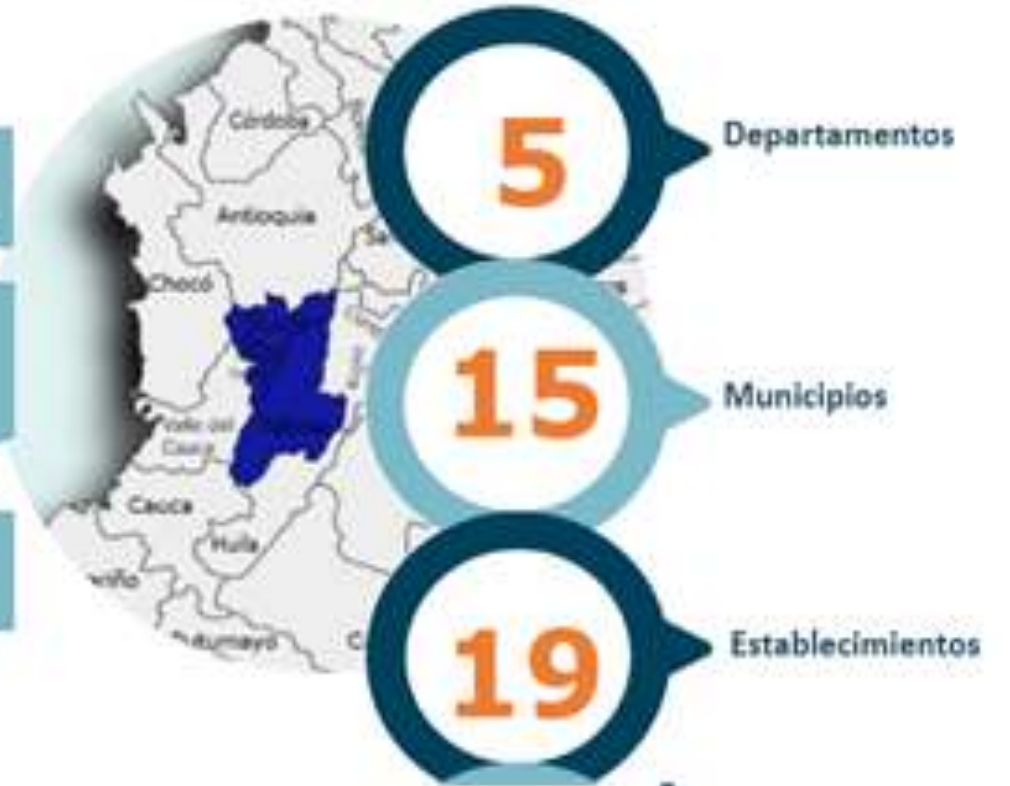 Córdoba
Antioquia
Chocó
Valle del
Cauca
Cauca
Huila
5
Departamentos
15
Municipios
19
Establecimientos